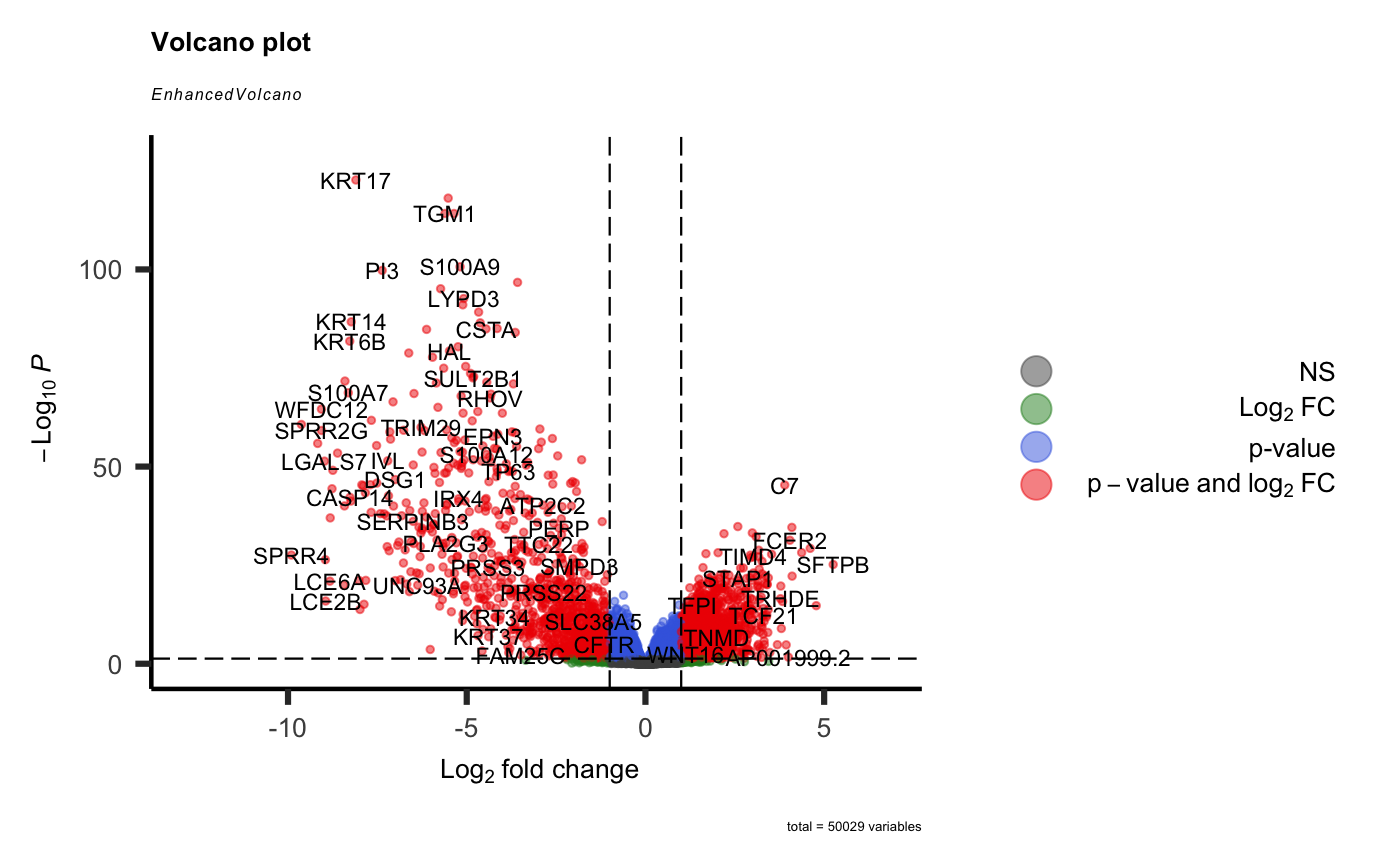 Volcano plot
EnhancedVolcano
−Log10 P
100
50
0
KRT17
TGM1
PI3
S100A9
LYPD3
KRT14
CSTA
KRT6B
HAL
SULT2B1
S100A7
RHOV
WFDC12
SPRR2G
TRIM29
EPN3
S100A12
LGALS7
IVL
TP63
DSG1
C7
CASP14
IRX4
ATP2C2
SERPINB3
PERP
PLA2G3
TTC22
FCER2
SPRR4
TIMD4
PRSS3
SMPD3
SFTPB
LCE6A
UNC93A
STAP1
PRSS22
LCE2B
TFPI
TRHDE
KRT34
SLC38A5
TCF21
KRT37
CFTR
TNMD
FAM25C
WNT16
AP001999.2
-10
-5
0
5
Log2 fold change
NS
Log2 FC
p-value
p − value and log2 FC
total = 50029 variables